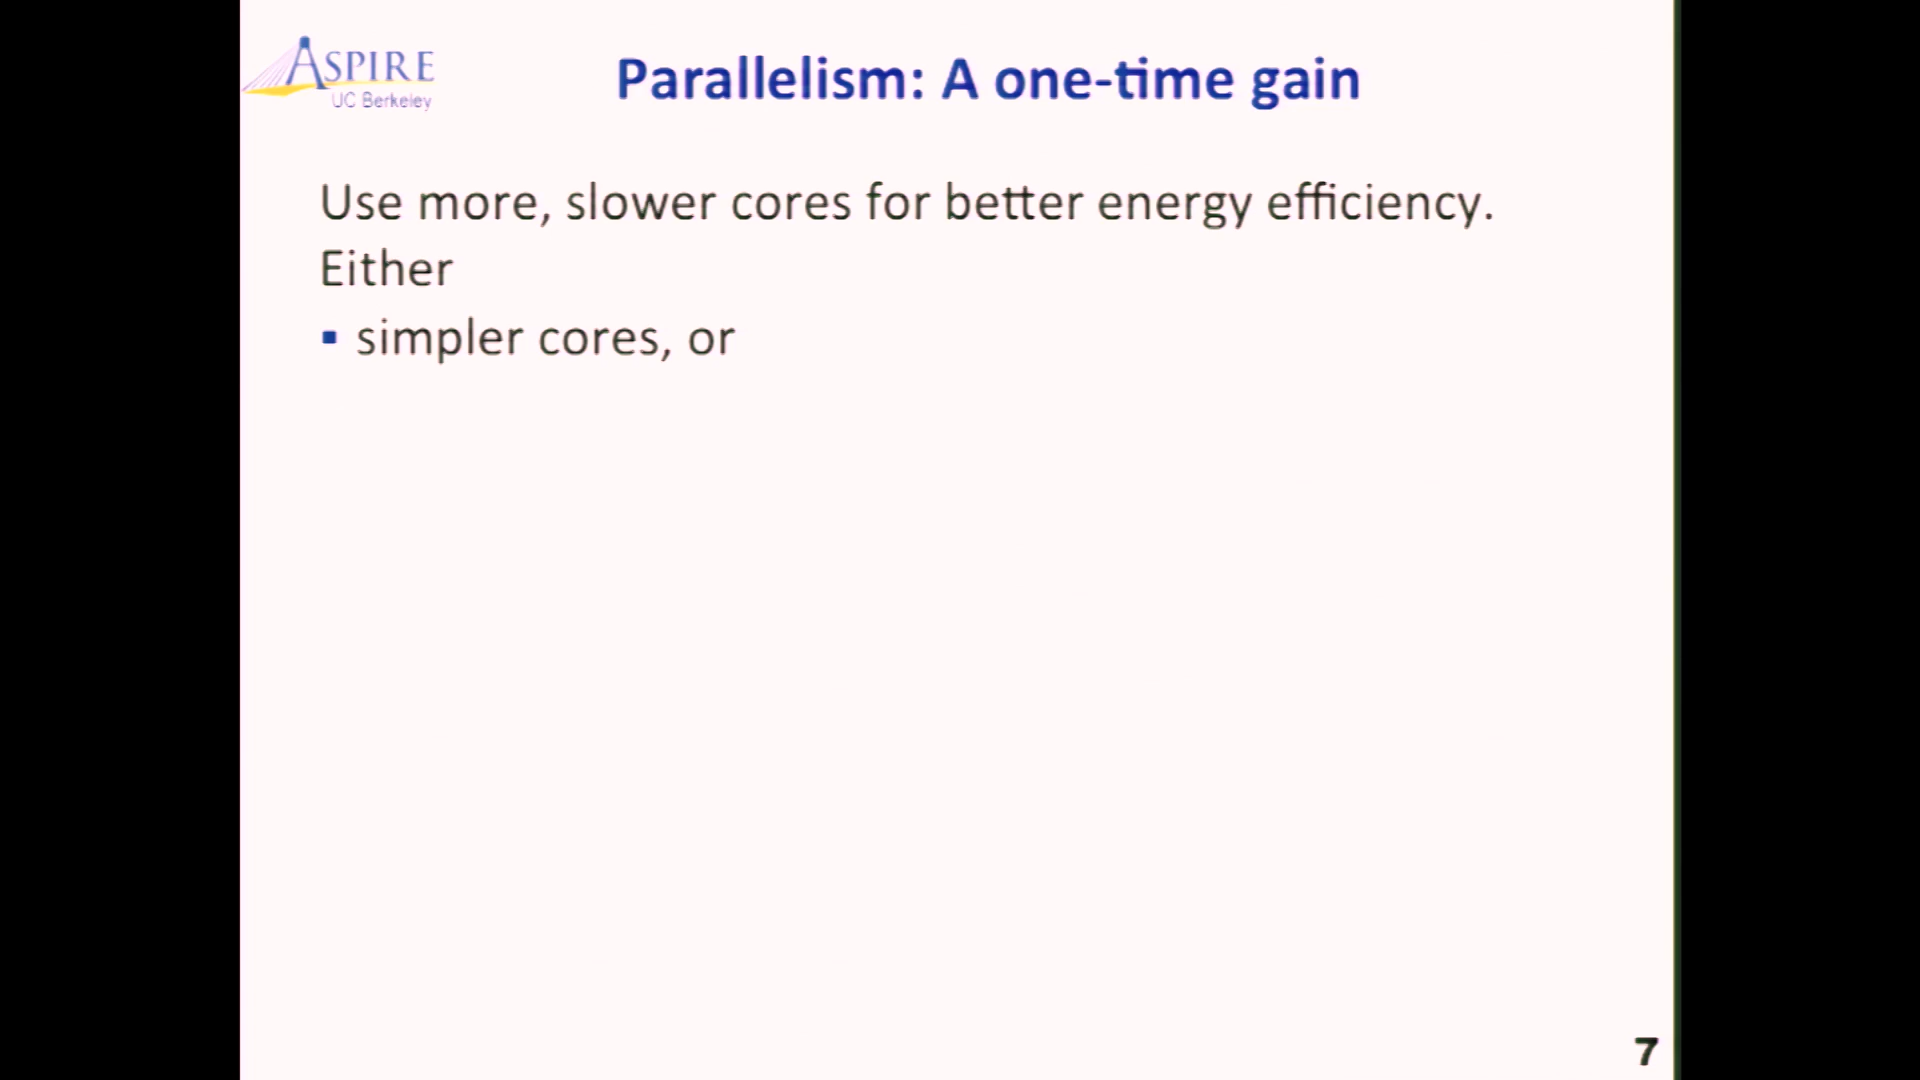 ASPIRE
UC Berkeley
Parallelism: A one-time gain
Use more, slower cores for better energy efficiency.
Either
▪ simpler cores, or
7